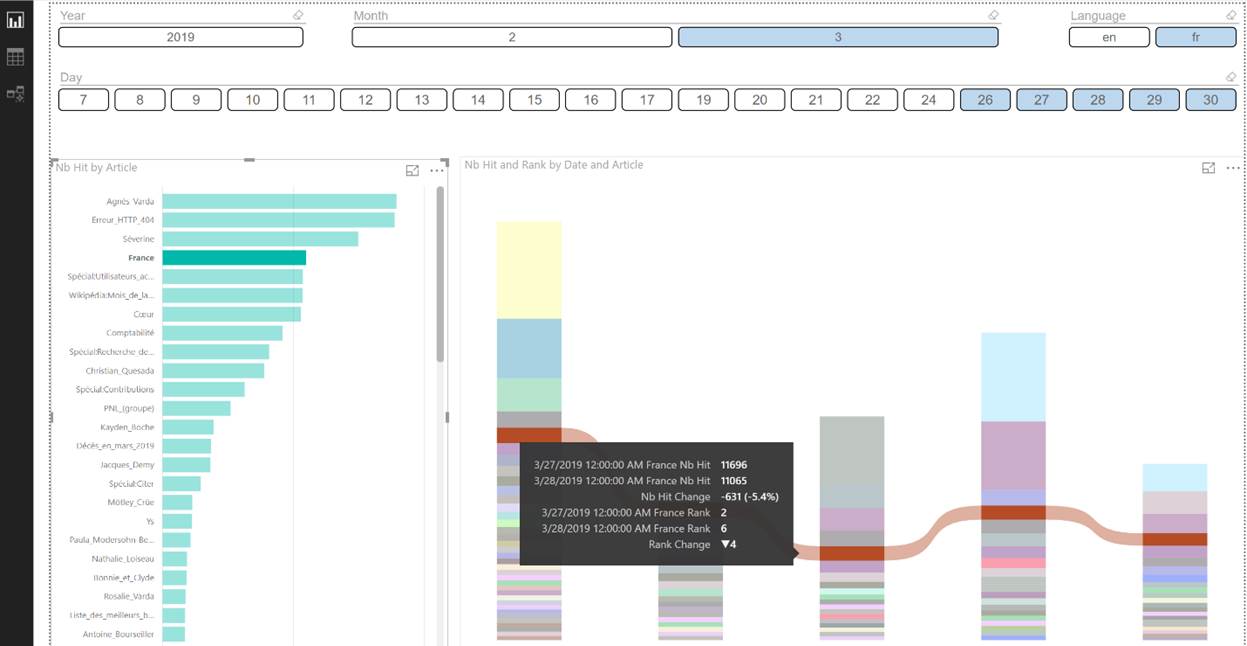 Year
Month
Language
2019
2
3
en
fr
Day
7 8 9 10 11 12 13 14 15 16 17 19 20 21 22 24 26 27 28 29 30
Nb Hit by Article
Agnès_Varda
Erreur_HTTP_404
Séverine
France
Spécial:Utilisateurs_ac...
Wikipédia:Mois_de_la...
Cœur
Comptabilité
Spécial:Recherche_de...
Christian_Quesada
Spécial:Contributions
PNL_(groupe)
Kayden_Boche
Décès_en_mars_2019
Jacques_Demy
Spécial:Citer
Mötley_Crüe
Ys
Paula_Modersohn-Be...
Nathalie_Loiseau
Bonnie_et_Clyde
Rosalie_Varda
Liste_des_meilleurs_b...
Antoine_Bourseiller
Nb Hit and Rank by Date and Article
3/27/2019 12:00:00 AM France Nb Hit 11696
3/28/2019 12:00:00 AM France Nb Hit 11065
Nb Hit Change -631 (-5.4%)
3/27/2019 12:00:00 AM France Rank 2
3/28/2019 12:00:00 AM France Rank 6
Rank Change ▼4